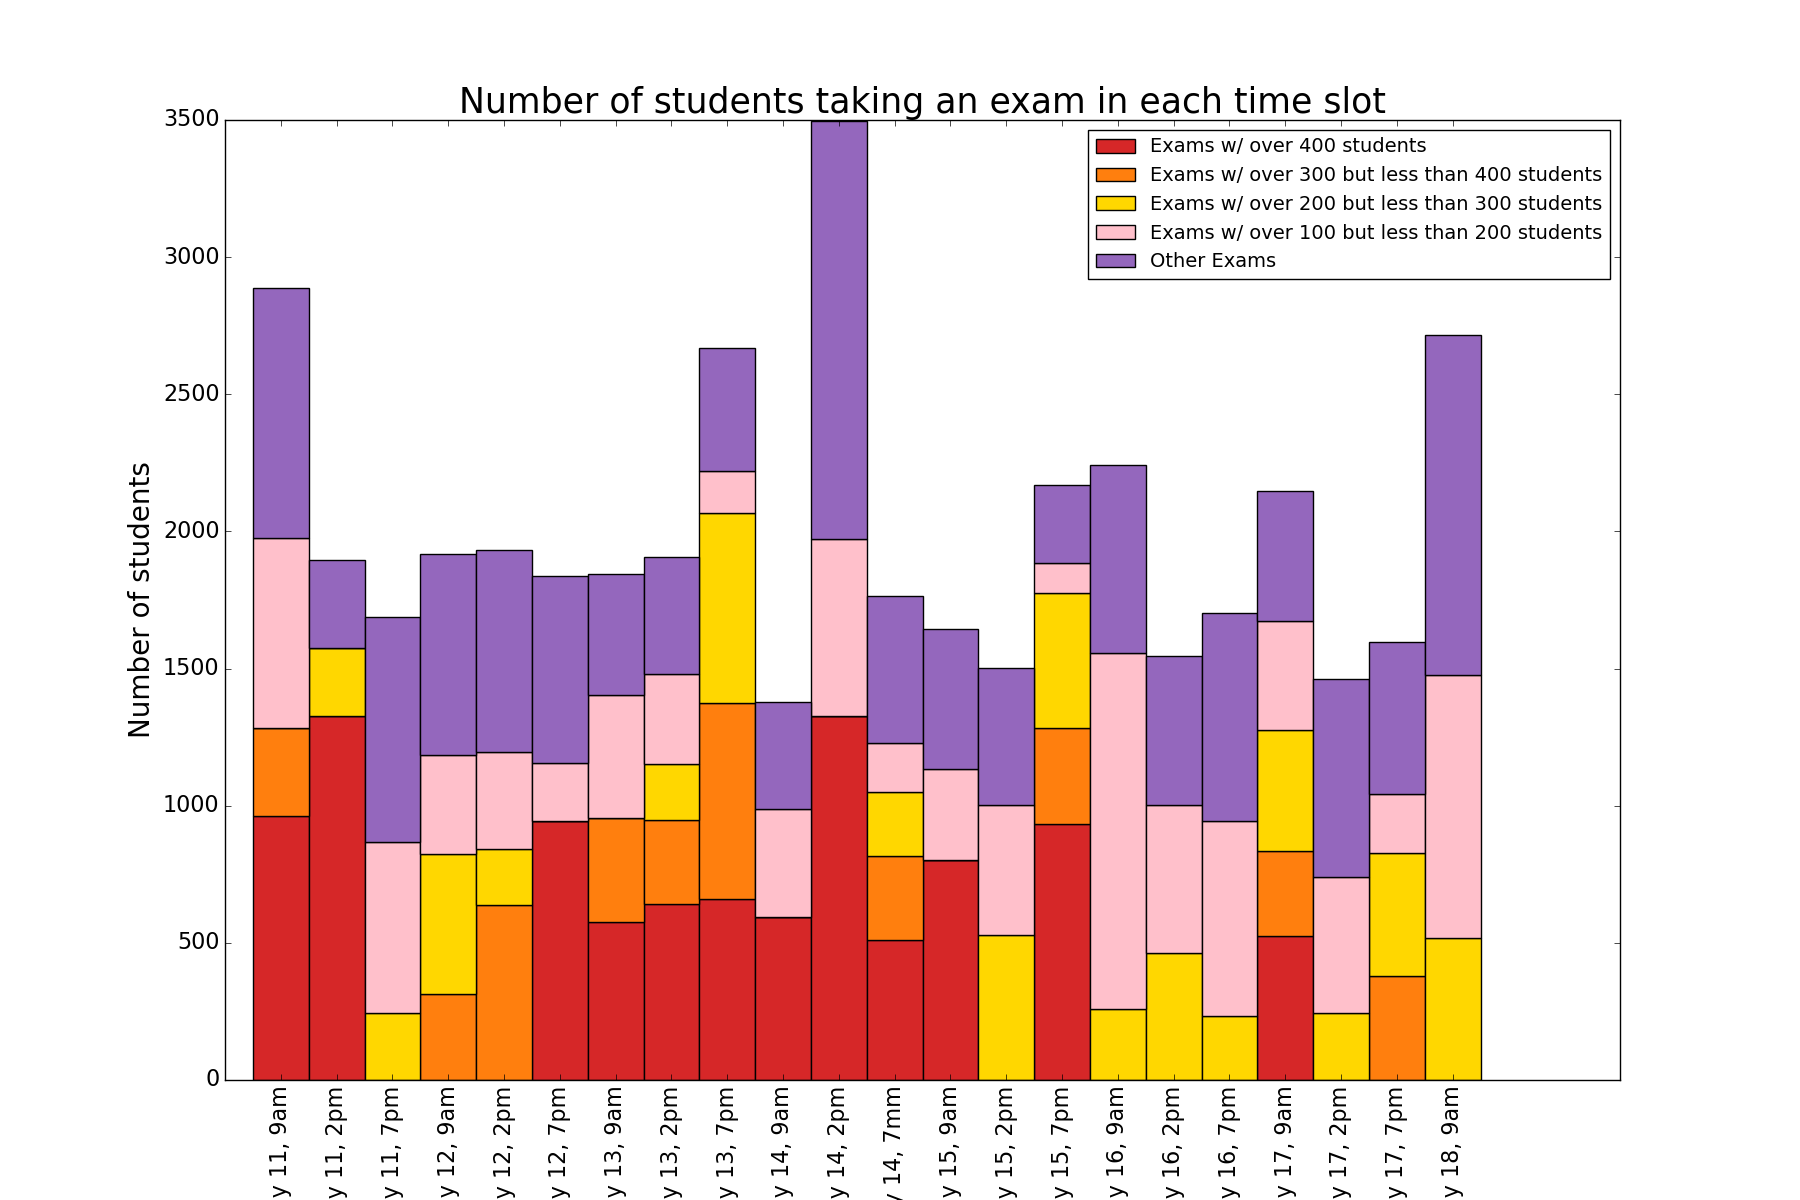 Number of students taking an exam in each time slot
Exams w/ over 400 students
Exams w/ over 300 but less than 400 students
Exams w/ over 200 but less than 300 students
Exams w/ over 100 but less than 200 students
Other Exams
Number of students
3500
3000
2500
2000
1500
1000
500
0
y 11, 9am
y 11, 2pm
y 11, 7pm
y 12, 9am
y 12, 2pm
y 12, 7pm
y 13, 9am
y 13, 2pm
y 13, 7pm
y 14, 9am
y 14, 2pm
y 14, 7mm
y 15, 9am
y 15, 2pm
y 15, 7pm
y 16, 9am
y 16, 2pm
y 16, 7pm
y 17, 9am
y 17, 2pm
y 17, 7pm
y 18, 9am